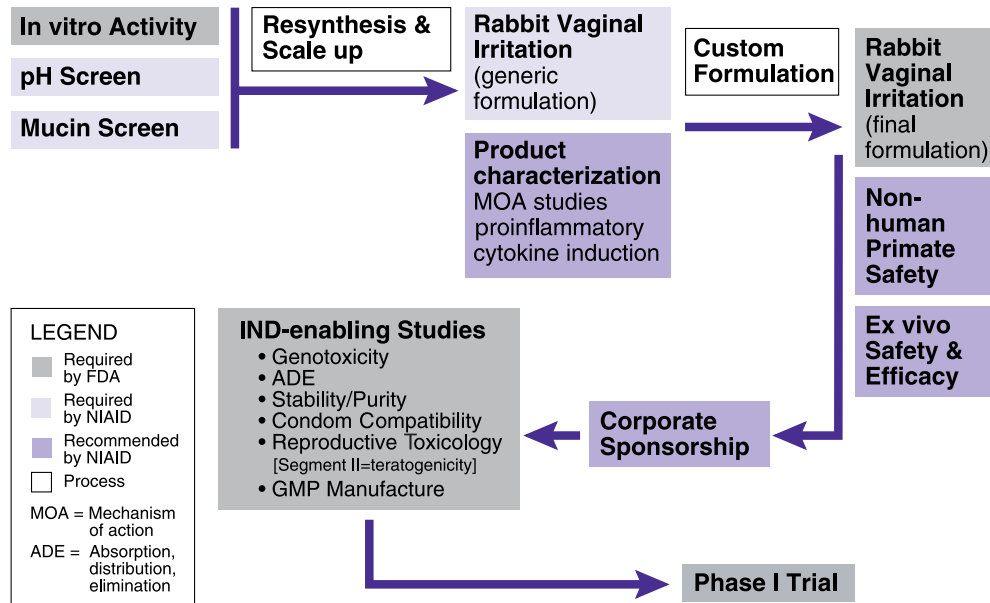 In vitro Activity
pH Screen
Mucin Screen
Resynthesis &
Scale up
Rabbit Vaginal
Irritation
(generic
formulation)
Product
characterization
MOA studies
proinflammatory
cytokine induction
Custom
Formulation
Rabbit
Vaginal
Irritation
(final
formulation)
Non-
human
Primate
Safety
Ex vivo
Safety &
Efficacy
Corporate
Sponsorship
IND-enabling Studies
• Genotoxicity
• ADE
• Stability/Purity
• Condom Compatibility
• Reproductive Toxicology
[Segment II=teratogenicity]
• GMP Manufacture
Phase I Trial
LEGEND
Required
by FDA
Required
by NIAID
Recommended
by NIAID
Process
MOA = Mechanism
of action
ADE = Absorption,
distribution,
elimination